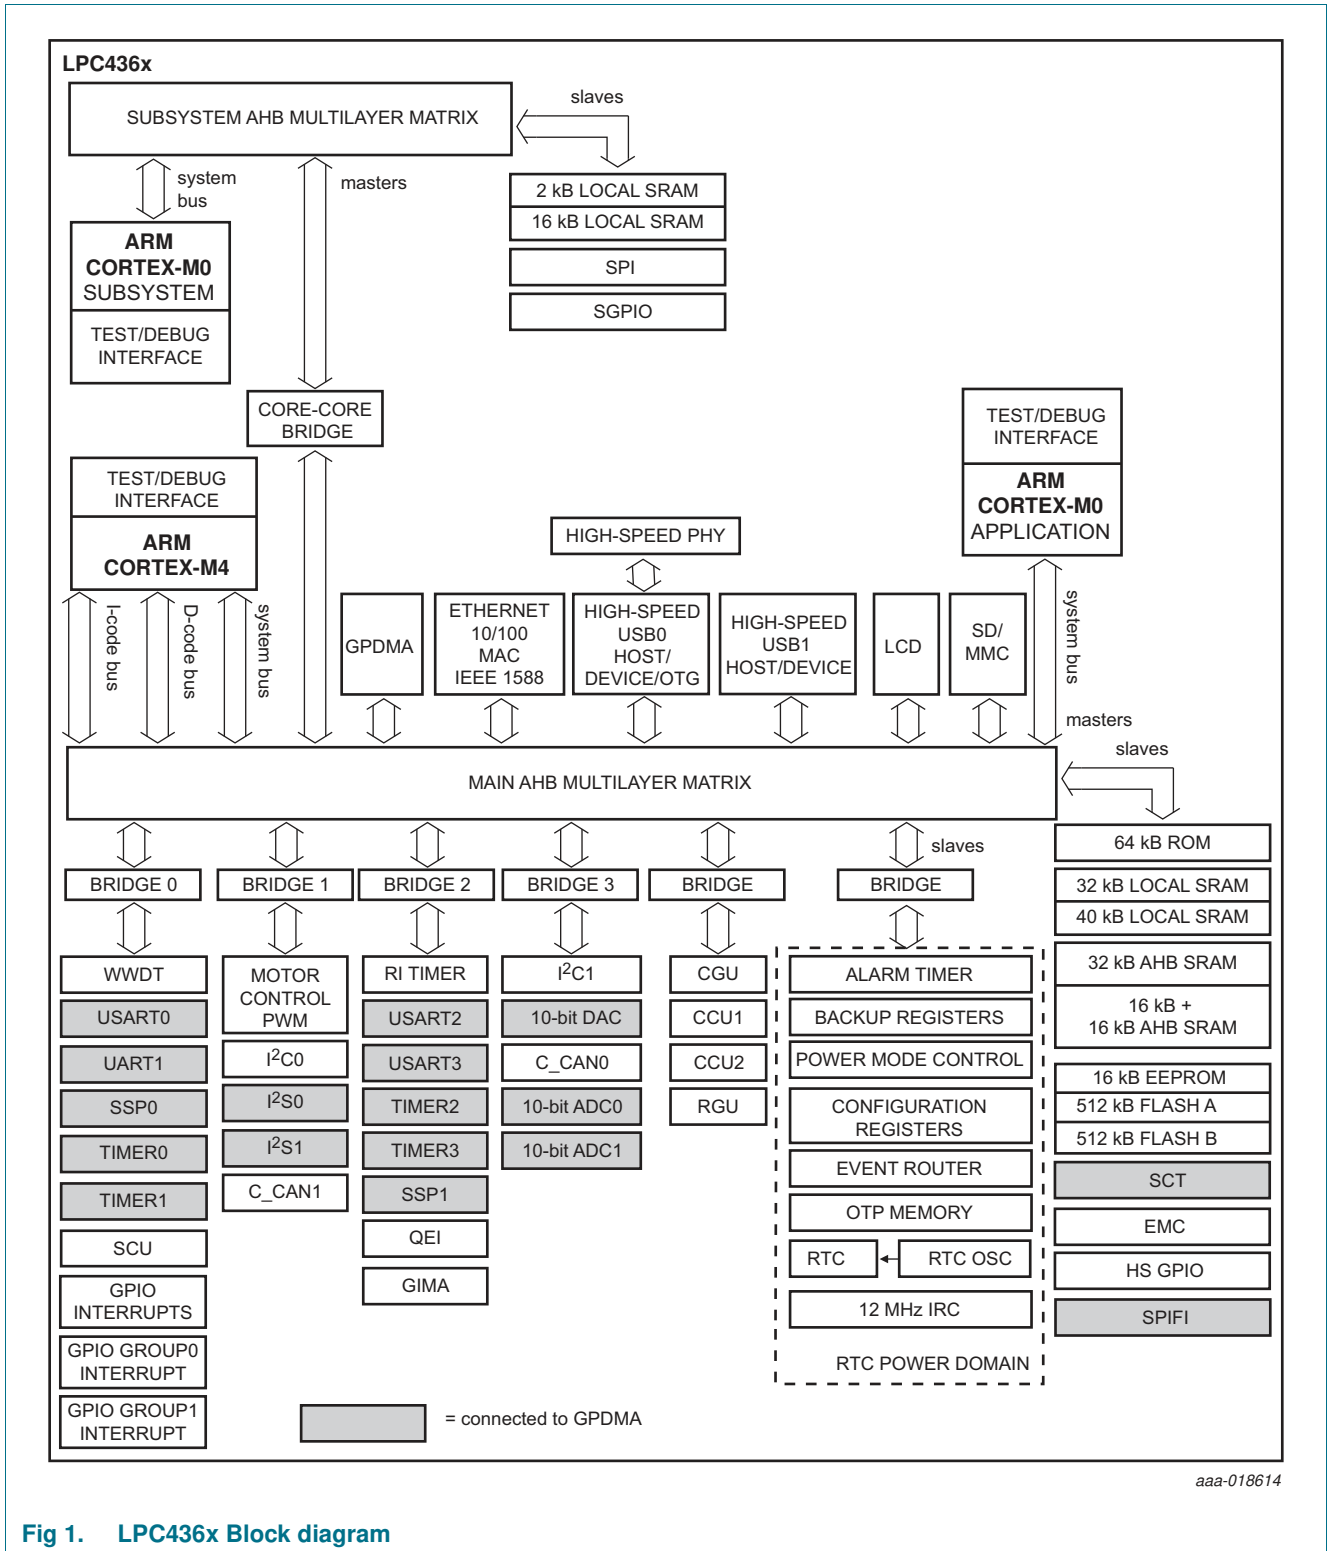 LPC436x
SUBSYSTEM AHB MULTILAYER MATRIX
slaves
system
bus
masters
2 kB LOCAL SRAM
16 kB LOCAL SRAM
SPI
SGPIO
ARM
CORTEX-M0
SUBSYSTEM
TEST/DEBUG
INTERFACE
CORE-CORE
BRIDGE
TEST/DEBUG
INTERFACE
ARM
CORTEX-M0
APPLICATION
TEST/DEBUG
INTERFACE
ARM
CORTEX-M4
HIGH-SPEED PHY
I-code bus
D-code bus
system bus
GPDMA
ETHERNET
10/100
MAC
IEEE 1588
HIGH-SPEED
USB0
HOST/
DEVICE/OTG
HIGH-SPEED
USB1
HOST/DEVICE
LCD
SD/
MMC
system bus
masters
slaves
MAIN AHB MULTILAYER MATRIX
slaves
BRIDGE 0
BRIDGE 1
BRIDGE 2
BRIDGE 3
BRIDGE
BRIDGE
WWDT
USART0
UART1
SSP0
TIMER0
TIMER1
SCU
GPIO
INTERRUPTS
GPIO GROUP0
INTERRUPT
GPIO GROUP1
INTERRUPT
MOTOR
CONTROL
PWM
I2C0
I2S0
I2S1
C_CAN1
RI TIMER
USART2
USART3
TIMER2
TIMER3
SSP1
QEI
GIMA
I2C1
10-bit DAC
C_CAN0
10-bit ADC0
10-bit ADC1
CGU
CCU1
CCU2
RGU
ALARM TIMER
BACKUP REGISTERS
POWER MODE CONTROL
CONFIGURATION
REGISTERS
EVENT ROUTER
OTP MEMORY
RTC
RTC OSC
12 MHz IRC
RTC POWER DOMAIN
64 kB ROM
32 kB LOCAL SRAM
40 kB LOCAL SRAM
32 kB AHB SRAM
16 kB +
16 kB AHB SRAM
16 kB EEPROM
512 kB FLASH A
512 kB FLASH B
SCT
EMC
HS GPIO
SPIFI
= connected to GPDMA
aaa-018614
Fig 1. LPC436x Block diagram